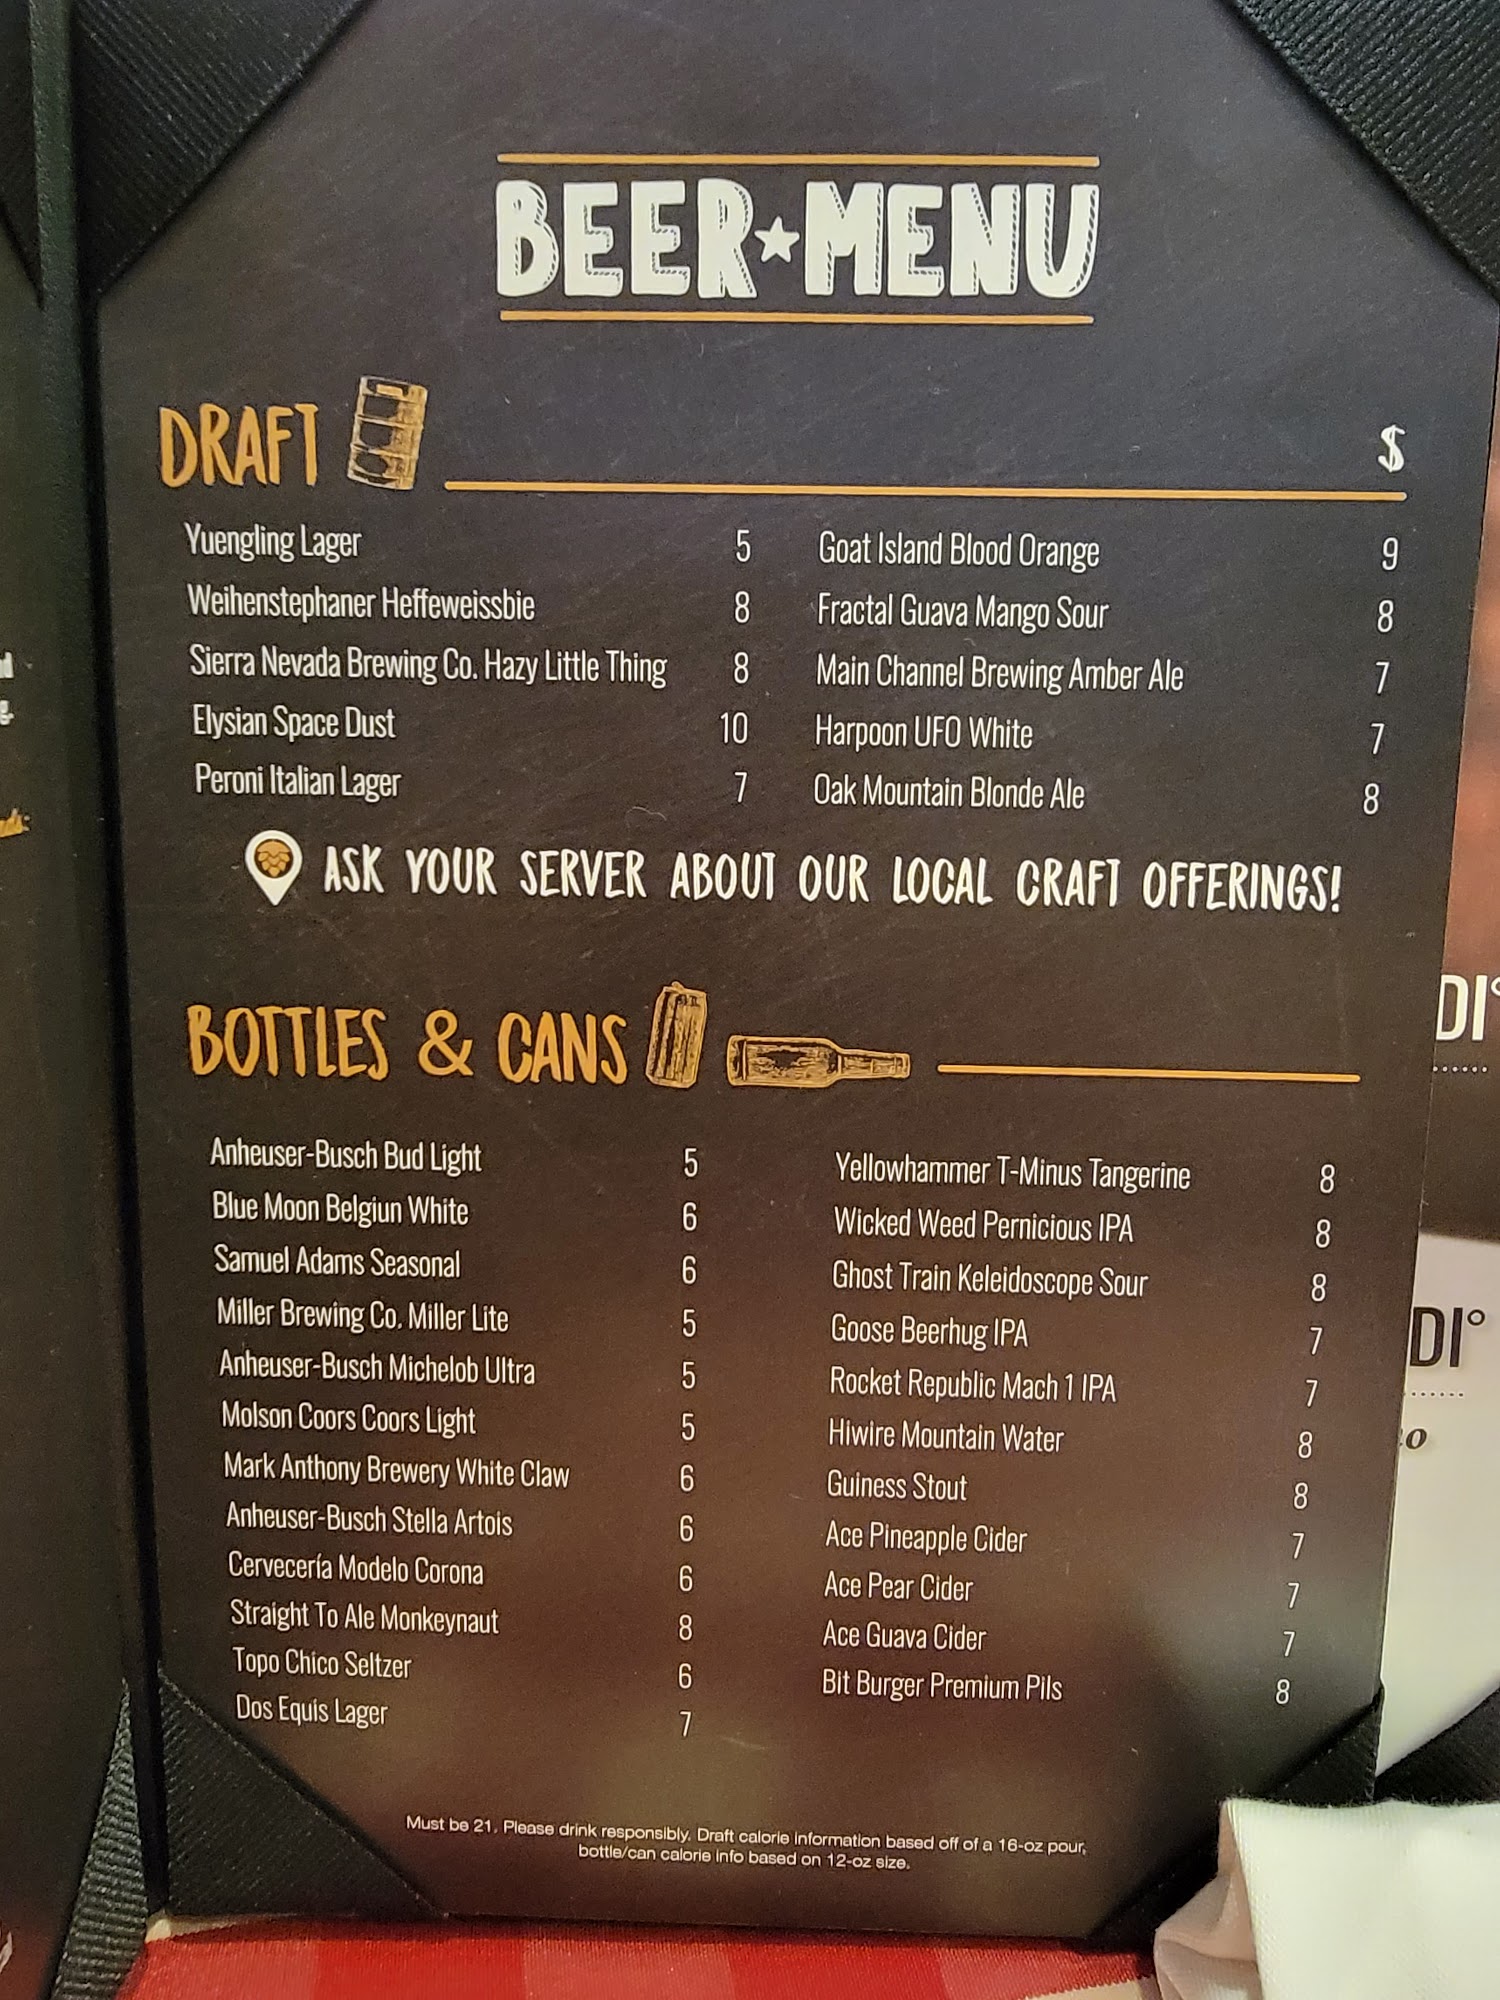 BEER★MENU
DRAFT
$
Yuengling Lager 5
Weihenstephaner Heffeweissbie 8
Sierra Nevada Brewing Co. Hazy Little Thing 8
Elysian Space Dust 10
Peroni Italian Lager 7
Goat Island Blood Orange 9
Fractal Guava Mango Sour 8
Main Channel Brewing Amber Ale 7
Harpoon UFO White 7
Oak Mountain Blonde Ale 8
ASK YOUR SERVER ABOUT OUR LOCAL CRAFT OFFERINGS!
BOTTLES & CANS
Anheuser-Busch Bud Light 5
Blue Moon Belgiun White 6
Samuel Adams Seasonal 6
Miller Brewing Co. Miller Lite 5
Anheuser-Busch Michelob Ultra 5
Molson Coors Coors Light 5
Mark Anthony Brewery White Claw 6
Anheuser-Busch Stella Artois 6
Cervecería Modelo Corona 6
Straight To Ale Monkeynaut 8
Topo Chico Seltzer 6
Dos Equis Lager 7
Yellowhammer T-Minus Tangerine 8
Wicked Weed Pernicious IPA 8
Ghost Train Keleidoscope Sour 8
Goose Beerhug IPA 7
Rocket Republic Mach 1 IPA 7
Hiwire Mountain Water 8
Guiness Stout 8
Ace Pineapple Cider 7
Ace Pear Cider 7
Ace Guava Cider 7
Bit Burger Premium Pils 8
Must be 21. Please drink responsibly. Draft calorie information based off of a 16-oz pour,
bottle/can calorie info based on 12-oz size.
DI°
DI°